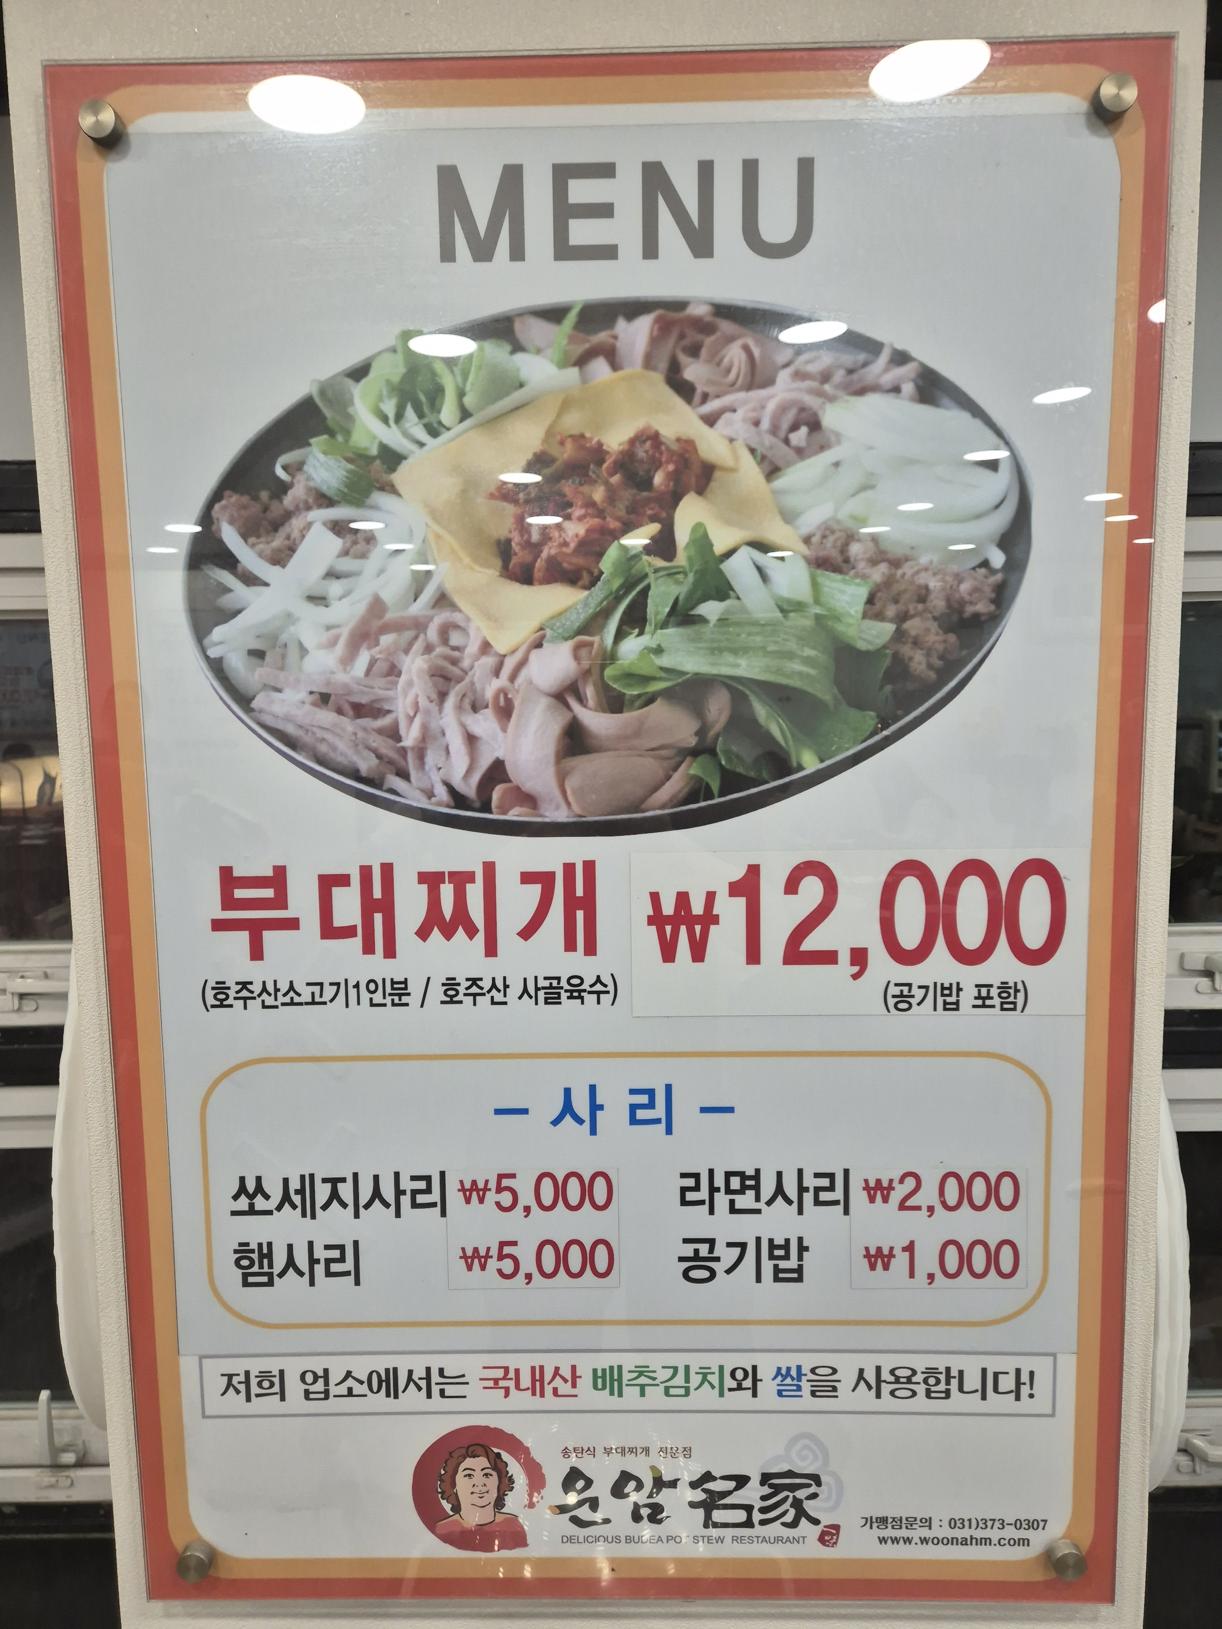 MENU
부대찌개 ₩12,000
(호주산소고기1인분 / 호주산 사골육수) (공기밥 포함)
– 사 리 –
쏘세지사리 ₩5,000 라면사리 ₩2,000
햄사리 ₩5,000 공기밥 ₩1,000
저희 업소에서는 국내산 배추김치와 쌀을 사용합니다!
송탄식 부대찌개 전문점
운암 名家
DELICIOUS BUDEA POT STEW RESTAURANT
가맹점문의 : 031)373-0307
www.woonahm.com